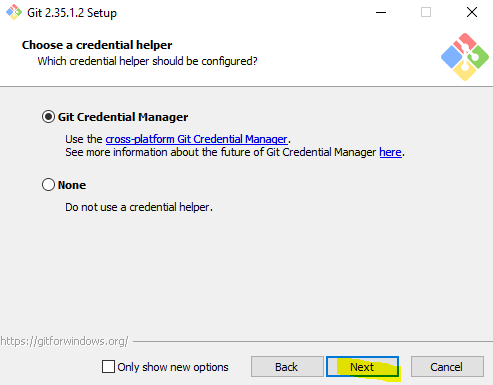 Git 2.35.1.2 Setup
Choose a credential helper
Which credential helper should be configured?
Git Credential Manager
Use the cross-platform Git Credential Manager.
See more information about the future of Git Credential Manager here.
None
Do not use a credential helper.
https://gitforwindows.org/
Only show new options
Back
Next
Cancel